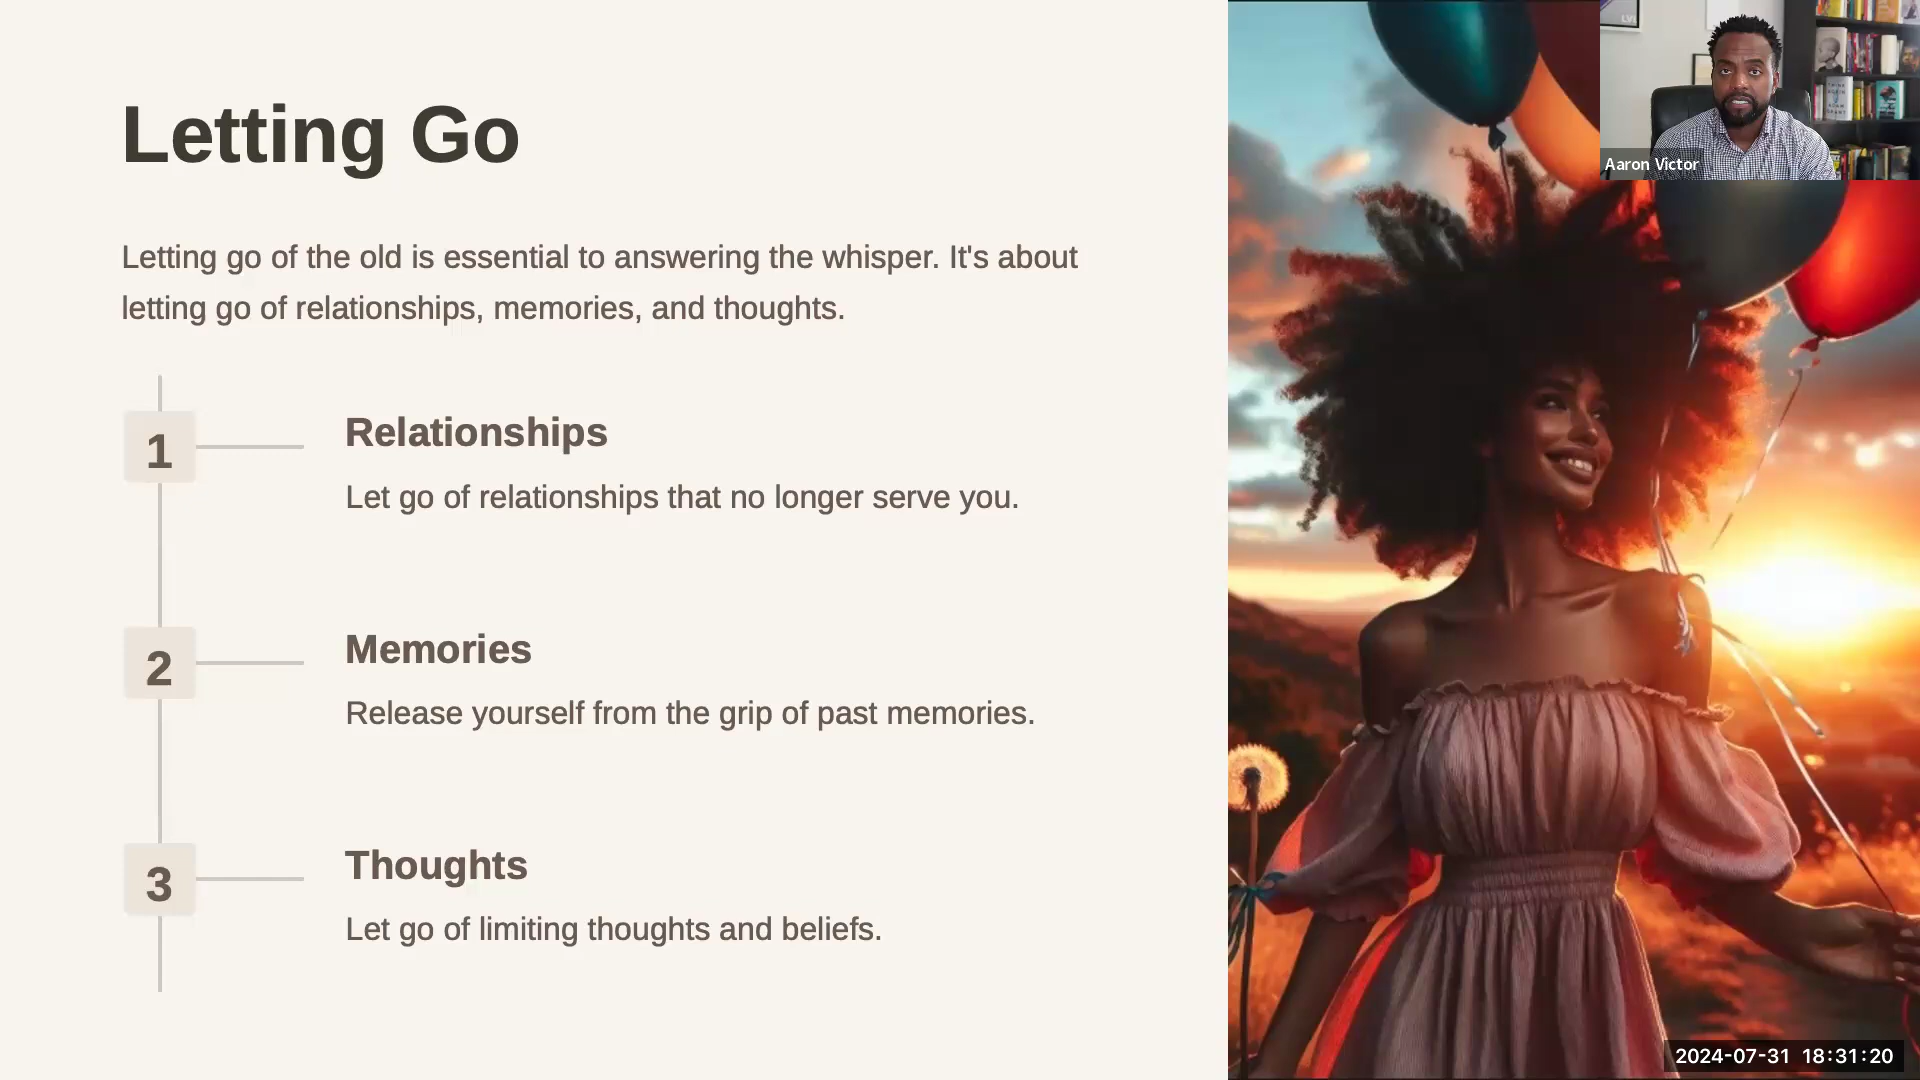 Letting Go
Letting go of the old is essential to answering the whisper. It's about
letting go of relationships, memories, and thoughts.
1
Relationships
Let go of relationships that no longer serve you.
2
Memories
Release yourself from the grip of past memories.
3
Thoughts
Let go of limiting thoughts and beliefs.
LVL
Aaron Victor
2024-07-31 18:31:20